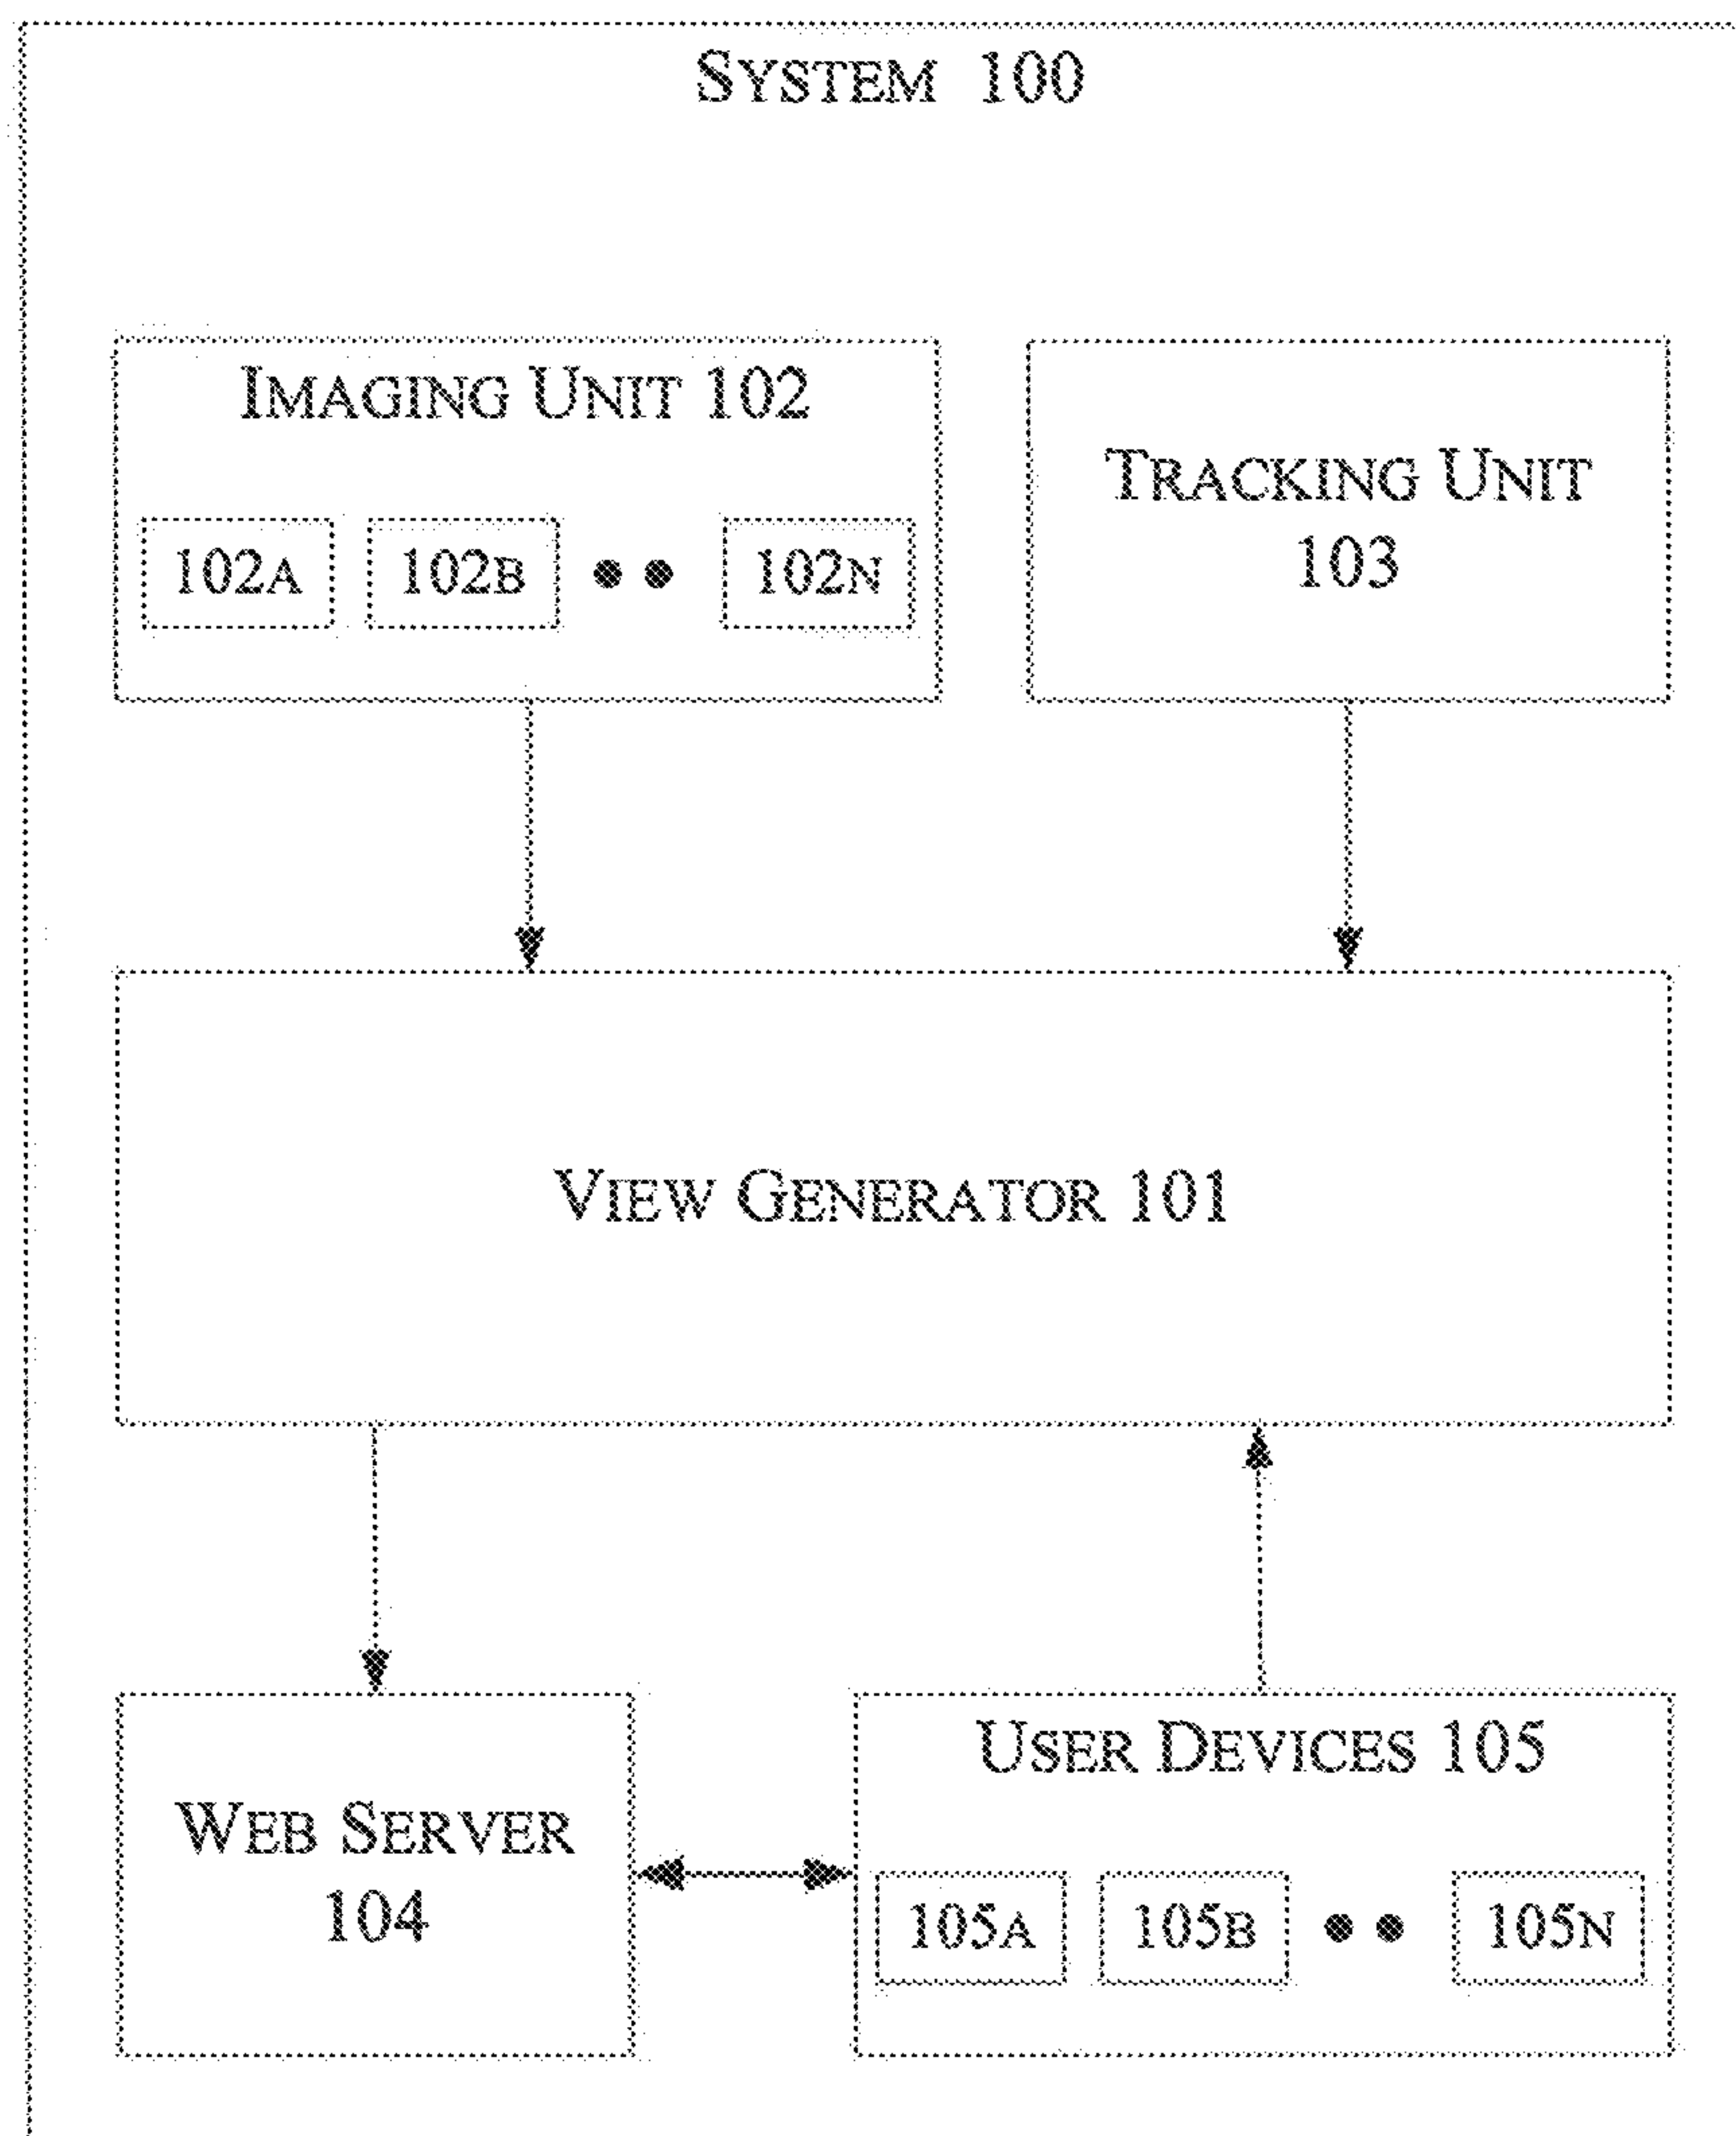 SYSTEM 100
IMAGING UNIT 102
102A 102B •• 102N
TRACKING UNIT
103
VIEW GENERATOR 101
WEB SERVER
104
USER DEVICES 105
105A 105B •• 105N